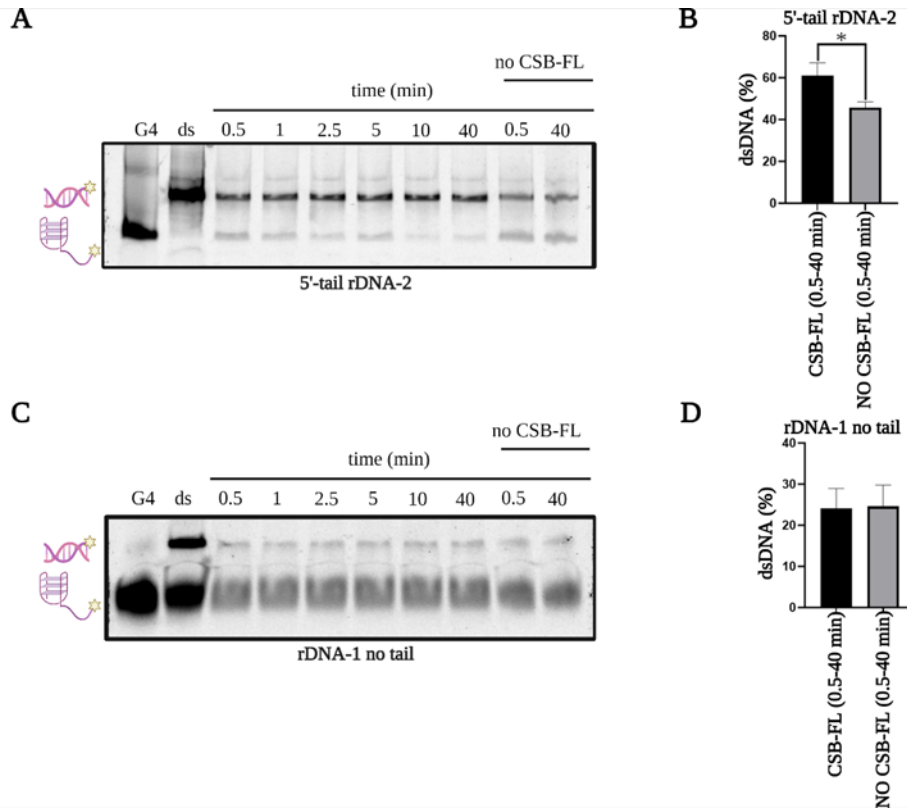 A
no CSB-FL
time (min)
G4 ds 0.5 1 2.5 5 10 40 0.5 40
5'-tail rDNA-2
B
5'-tail rDNA-2
*
dsDNA (%)
80
60
40
20
0
CSB-FL (0.5-40 min)
NO CSB-FL (0.5-40 min)
C
no CSB-FL
time (min)
G4 ds 0.5 1 2.5 5 10 40 0.5 40
rDNA-1 no tail
D
rDNA-1 no tail
dsDNA (%)
40
30
20
10
0
CSB-FL (0.5-40 min)
NO CSB-FL (0.5-40 min)